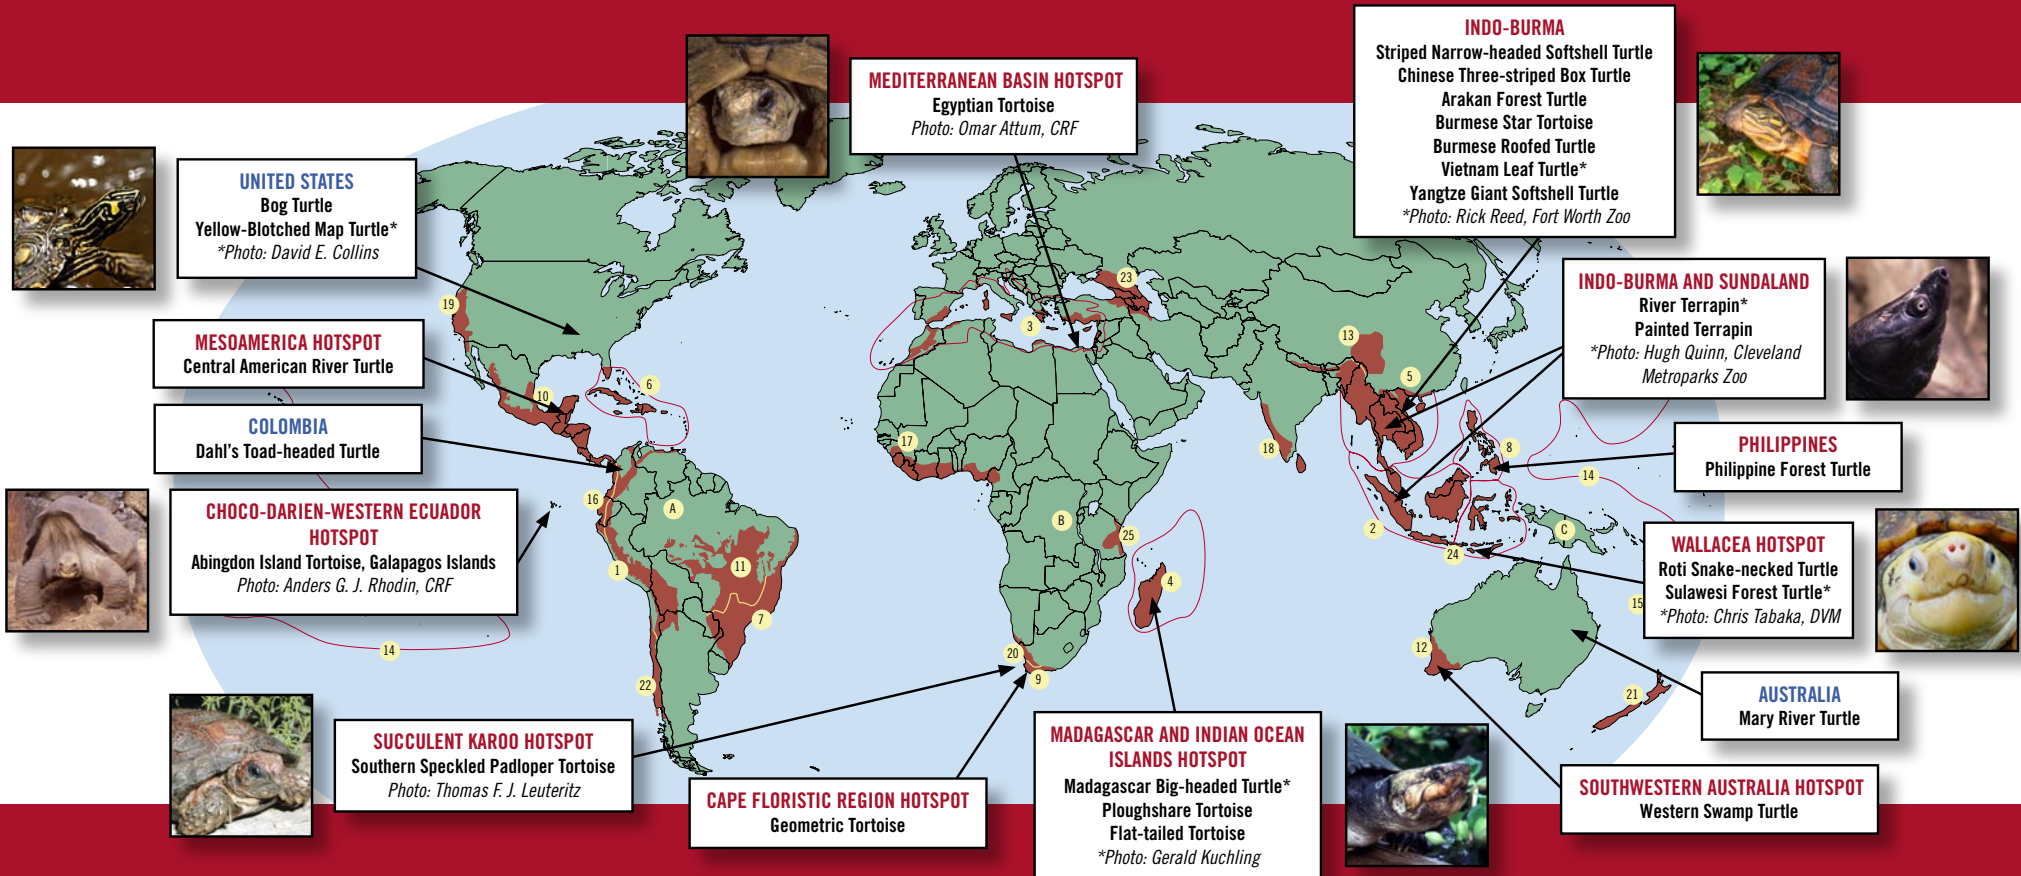 MEDITERRANEAN BASIN HOTSPOT
Egyptian Tortoise
Photo: Omar Attum, CRF
INDO-BURMA
Striped Narrow-headed Softshell Turtle
Chinese Three-striped Box Turtle
Arakan Forest Turtle
Burmese Star Tortoise
Burmese Roofed Turtle
Vietnam Leaf Turtle*
Yangtze Giant Softshell Turtle
*Photo: Rick Reed, Fort Worth Zoo
UNITED STATES
Bog Turtle
Yellow-Blotched Map Turtle*
*Photo: David E. Collins
INDO-BURMA AND SUNDALAND
River Terrapin*
Painted Terrapin
*Photo: Hugh Quinn, Cleveland
Metroparks Zoo
MESOAMERICA HOTSPOT
Central American River Turtle
COLOMBIA
Dahl's Toad-headed Turtle
PHILIPPINES
Philippine Forest Turtle
CHOCO-DARIEN-WESTERN ECUADOR
HOTSPOT
Abingdon Island Tortoise, Galapagos Islands
Photo: Anders G. J. Rhodin, CRF
WALLACEA HOTSPOT
Roti Snake-necked Turtle
Sulawesi Forest Turtle*
*Photo: Chris Tabaka, DVM
AUSTRALIA
Mary River Turtle
SUCCULENT KAROO HOTSPOT
Southern Speckled Padloper Tortoise
Photo: Thomas F. J. Leuteritz
CAPE FLORISTIC REGION HOTSPOT
Geometric Tortoise
MADAGASCAR AND INDIAN OCEAN
ISLANDS HOTSPOT
Madagascar Big-headed Turtle*
Ploughshare Tortoise
Flat-tailed Tortoise
*Photo: Gerald Kuchling
SOUTHWESTERN AUSTRALIA HOTSPOT
Western Swamp Turtle
23
19
3
13
5
6
10
17
18
8
14
16
A
B
25
2
C
24
1
11
4
15
7
14
20
12
9
22
21